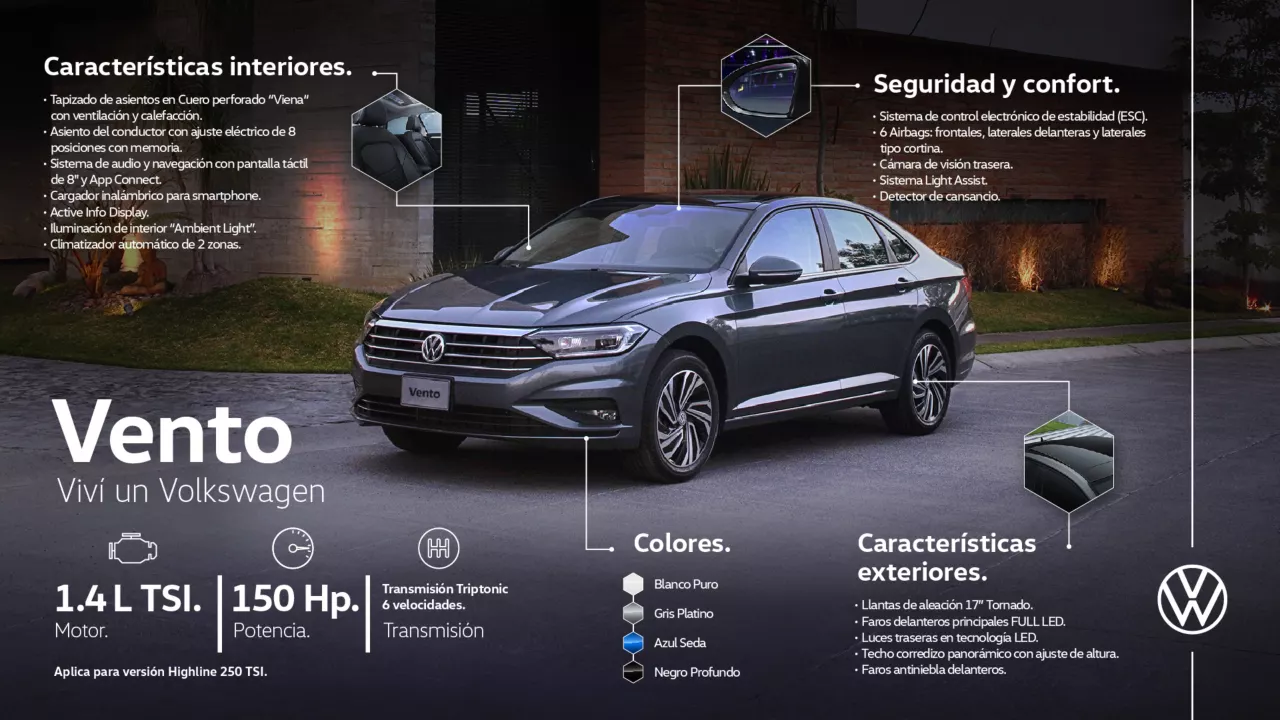 Características interiores.
· Tapizado de asientos en Cuero perforado “Viena”
con ventilación y calefacción.
· Asiento del conductor con ajuste eléctrico de 8
posiciones con memoria.
· Sistema de audio y navegación con pantalla táctil
de 8" y App Connect.
· Cargador inalámbrico para smartphone.
· Active Info Display.
· Iluminación de interior “Ambient Light”.
· Climatizador automático de 2 zonas.
Seguridad y confort.
· Sistema de control electrónico de estabilidad (ESC).
· 6 Airbags: frontales, laterales delanteras y laterales
tipo cortina.
· Cámara de visión trasera.
· Sistema Light Assist.
· Detector de cansancio.
Vento
Vento
Viví un Volkswagen
1.4 L TSI.
Motor.
150 Hp.
Potencia.
Transmisión Triptonic
6 velocidades.
Transmisión
Aplica para versión Highline 250 TSI.
Colores.
Blanco Puro
Gris Platino
Azul Seda
Negro Profundo
Características
exteriores.
· Llantas de aleación 17” Tornado.
· Faros delanteros principales FULL LED.
· Luces traseras en tecnología LED.
· Techo corredizo panorámico con ajuste de altura.
· Faros antiniebla delanteros.